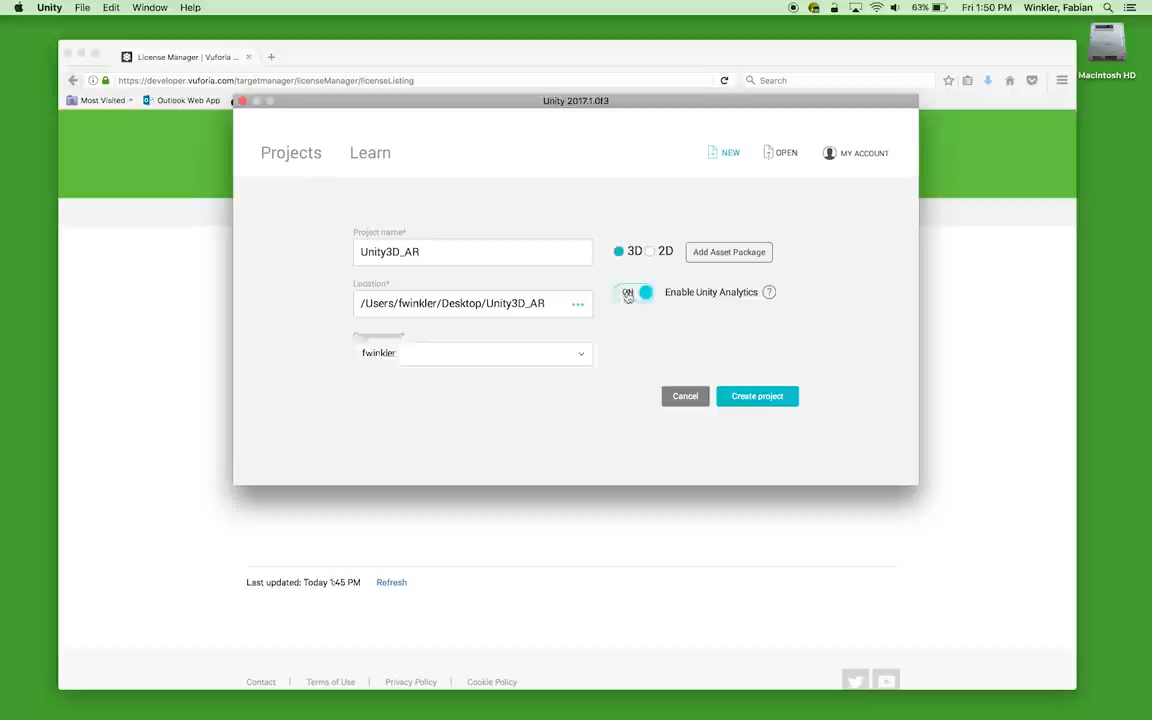 Unity File Edit Window Help 63% Fri 1:50 PM Winkler, Fabian
License Manager | Vuforia ...
https://developer.vuforia.com/targetmanager/licenseManager/licenseListing Search
Macintosh HD
Most Visited Outlook Web App
Unity 2017.1.0f3
Projects Learn NEW OPEN MY ACCOUNT
Project name*
Unity3D_AR 3D 2D Add Asset Package
Location*
/Users/fwinkler/Desktop/Unity3D_AR ON Enable Unity Analytics ?
fwinkler
Cancel Create project
Last updated: Today 1:45 PM Refresh
Contact | Terms of Use | Privacy Policy | Cookie Policy